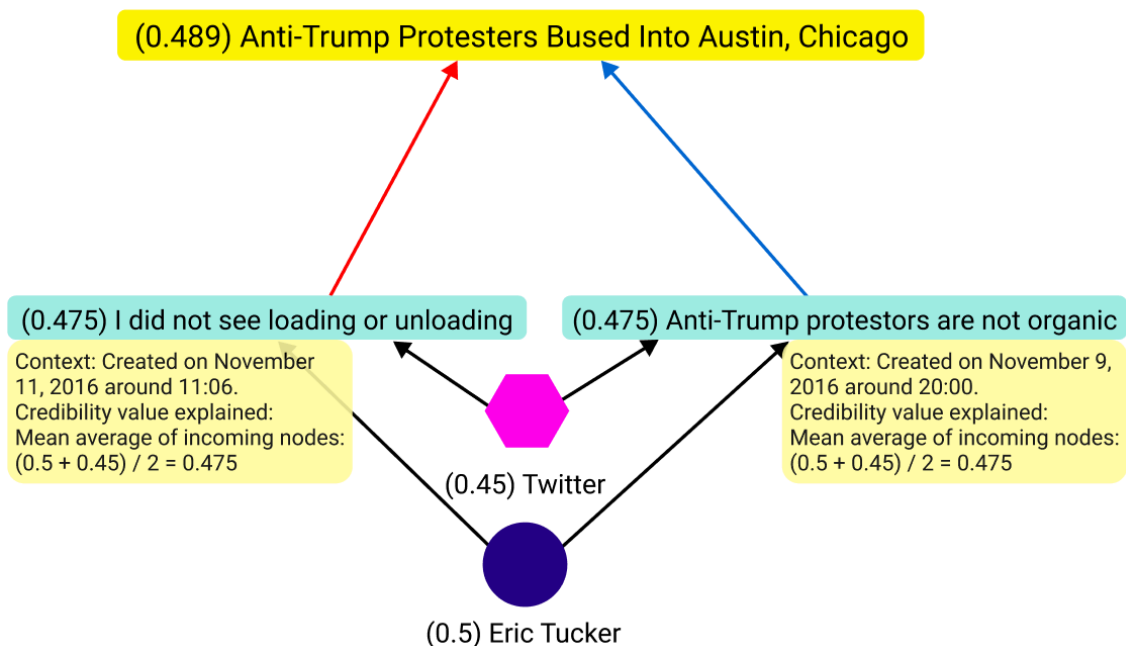 (0.489) Anti-Trump Protesters Bused Into Austin, Chicago
(0.475) I did not see loading or unloading
(0.475) Anti-Trump protestors are not organic
Context: Created on November
11, 2016 around 11:06.
Credibility value explained:
Mean average of incoming nodes:
(0.5 + 0.45) / 2 = 0.475
Context: Created on November 9,
2016 around 20:00.
Credibility value explained:
Mean average of incoming nodes:
(0.5 + 0.45) / 2 = 0.475
(0.45) Twitter
(0.5) Eric Tucker